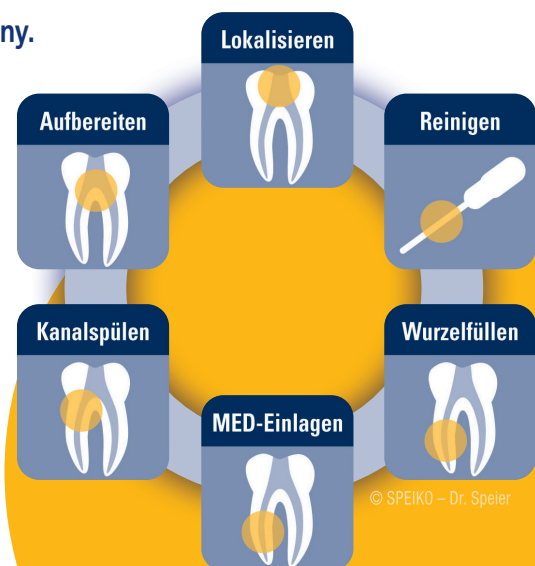 ny.
Lokalisieren
Aufbereiten
Reinigen
Kanalspülen
Wurzelfüllen
MED-Einlagen
© SPEIKO – Dr. Speier